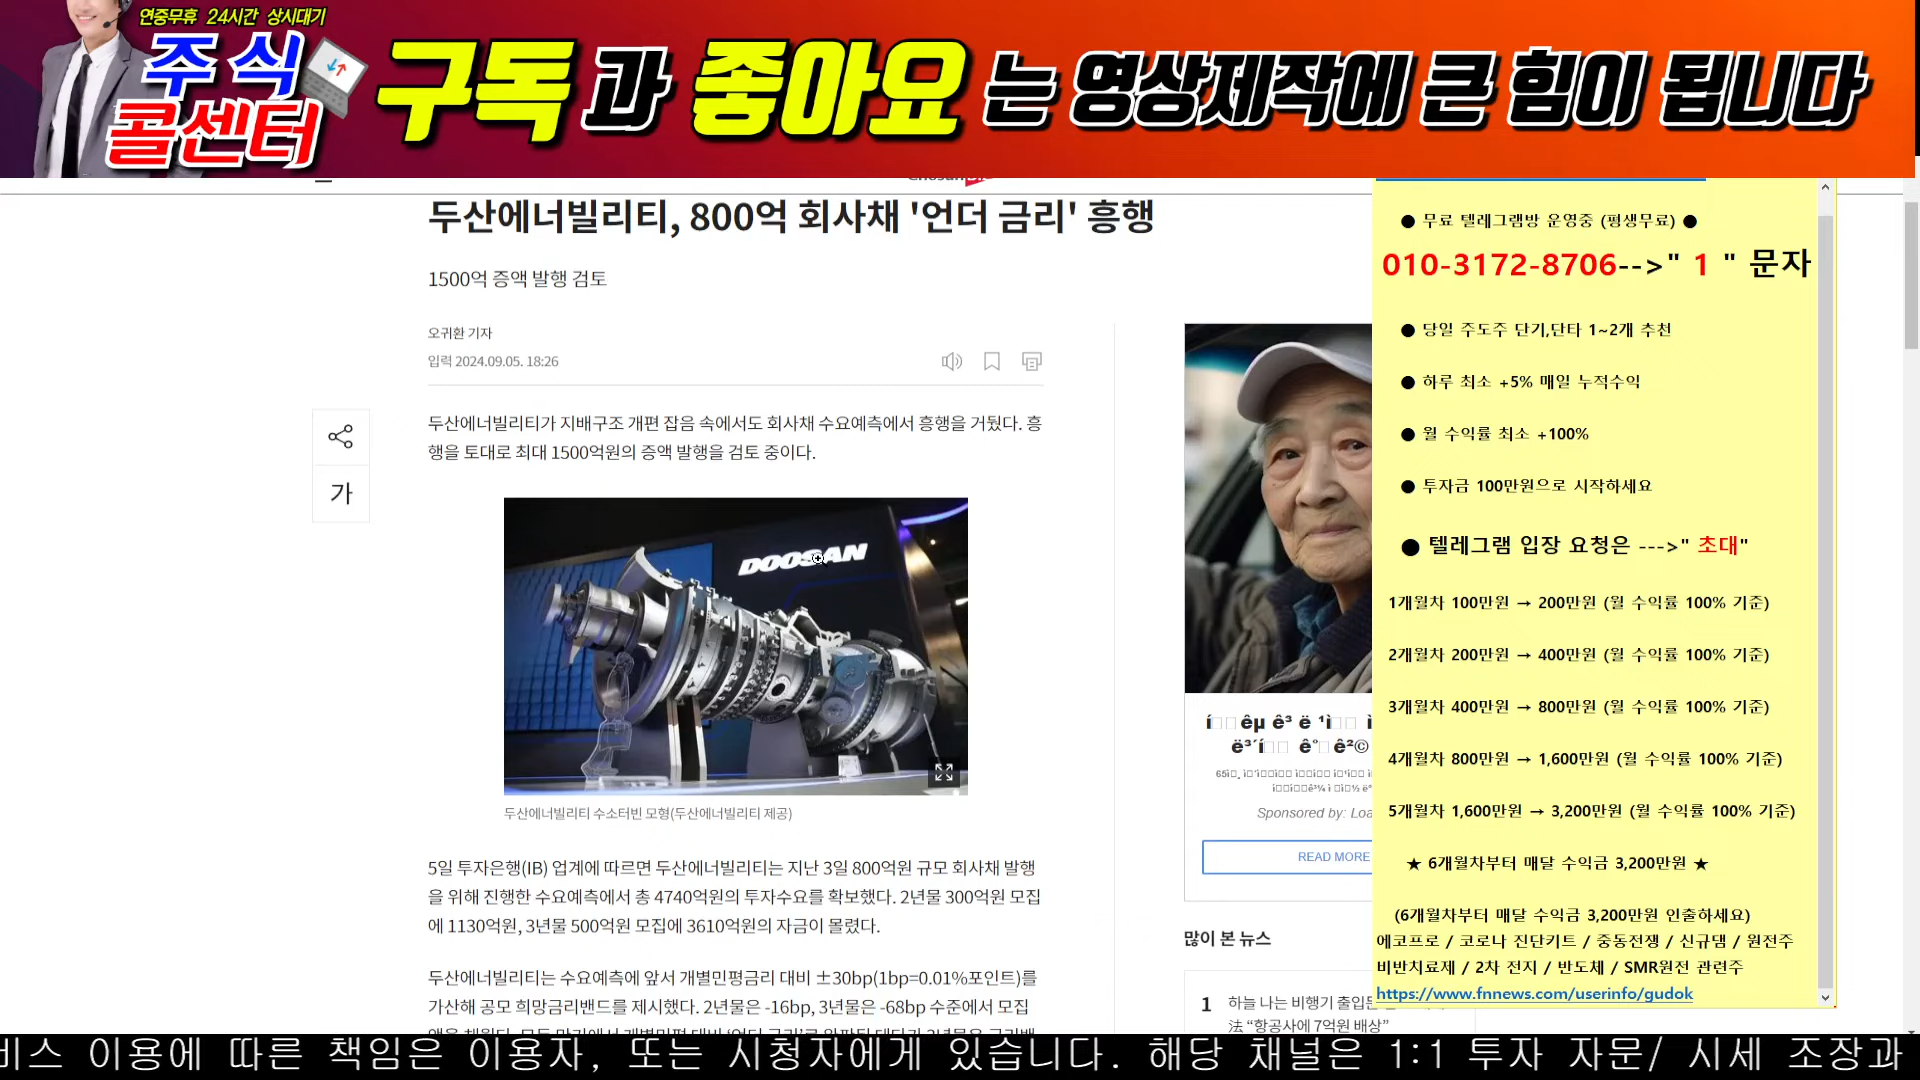 연중무휴 24시간 상시대기
주식
콜센터
구독과 좋아요는 영상제작에 큰 힘이 됩니다
두산에너빌리티, 800억 회사채 '언더 금리' 흥행
1500억 증액 발행 검토
오귀환 기자
입력 2024.09.05. 18:26
가
두산에너빌리티가 지배구조 개편 잡음 속에서도 회사채 수요예측에서 흥행을 거뒀다. 흥
행을 토대로 최대 1500억원의 증액 발행을 검토 중이다.
DOOSAN
두산에너빌리티 수소터빈 모형(두산에너빌리티 제공)
5일 투자은행(IB) 업계에 따르면 두산에너빌리티는 지난 3일 800억원 규모 회사채 발행
을 위해 진행한 수요예측에서 총 4740억원의 투자수요를 확보했다. 2년물 300억원 모집
에 1130억원, 3년물 500억원 모집에 3610억원의 자금이 몰렸다.
두산에너빌리티는 수요예측에 앞서 개별민평금리 대비 ±30bp(1bp=0.01%포인트)를
가산해 공모 희망금리밴드를 제시했다. 2년물은 -16bp, 3년물은 -68bp 수준에서 모집
Sponsored by: Loa
READ MORE
많이 본 뉴스
1 하늘 나는 비행기 출입문
法 “항공사에 7억원 배상”
● 무료 텔레그램방 운영중 (평생무료) ●
010-3172-8706-->" 1 " 문자
● 당일 주도주 단기,단타 1~2개 추천
● 하루 최소 +5% 매일 누적수익
● 월 수익률 최소 +100%
● 투자금 100만원으로 시작하세요
● 텔레그램 입장 요청은 --->" 초대"
1개월차 100만원 → 200만원 (월 수익률 100% 기준)
2개월차 200만원 → 400만원 (월 수익률 100% 기준)
3개월차 400만원 → 800만원 (월 수익률 100% 기준)
4개월차 800만원 → 1,600만원 (월 수익률 100% 기준)
5개월차 1,600만원 → 3,200만원 (월 수익률 100% 기준)
★ 6개월차부터 매달 수익금 3,200만원 ★
(6개월차부터 매달 수익금 3,200만원 인출하세요)
에코프로 / 코로나 진단키트 / 중동전쟁 / 신규댐 / 원전주
비반치료제 / 2차 전지 / 반도체 / SMR원전 관련주
https://www.fnnews.com/userinfo/gudok
비스 이용에 따른 책임은 이용자, 또는 시청자에게 있습니다. 해당 채널은 1:1 투자 자문/ 시세 조장과